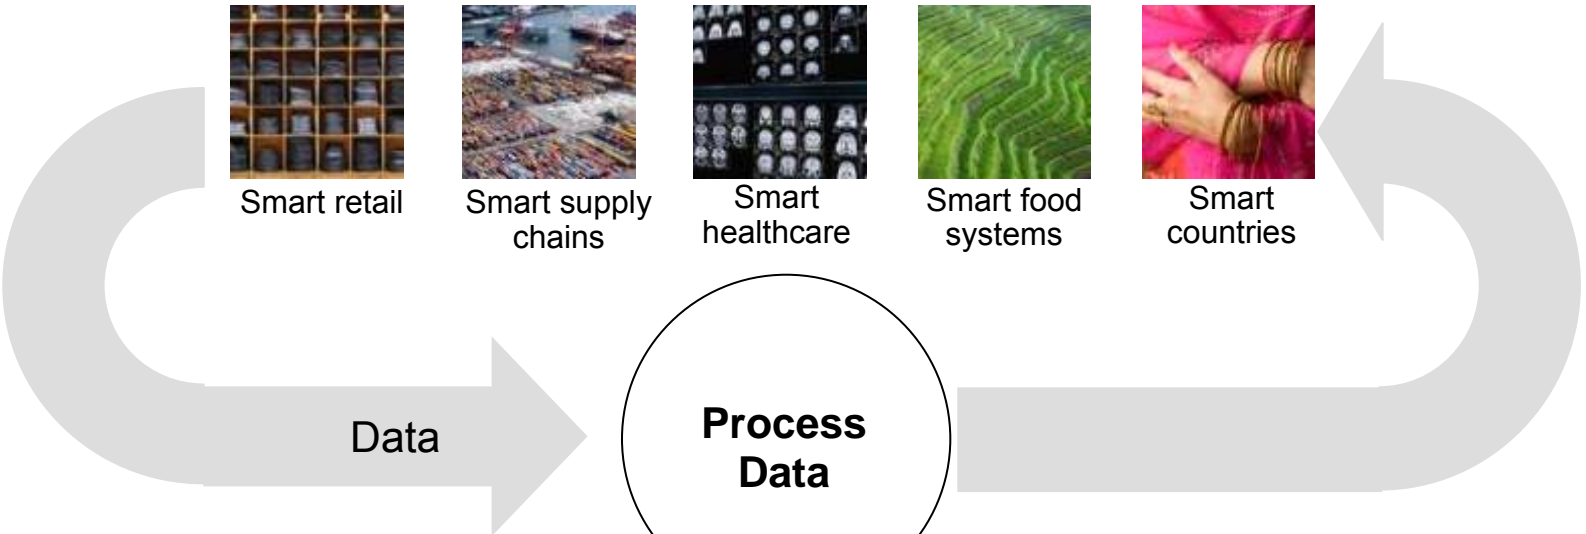 Smart retail
Smart supply
chains
Smart
healthcare
Smart food
systems
Smart
countries
Data
Process
Data